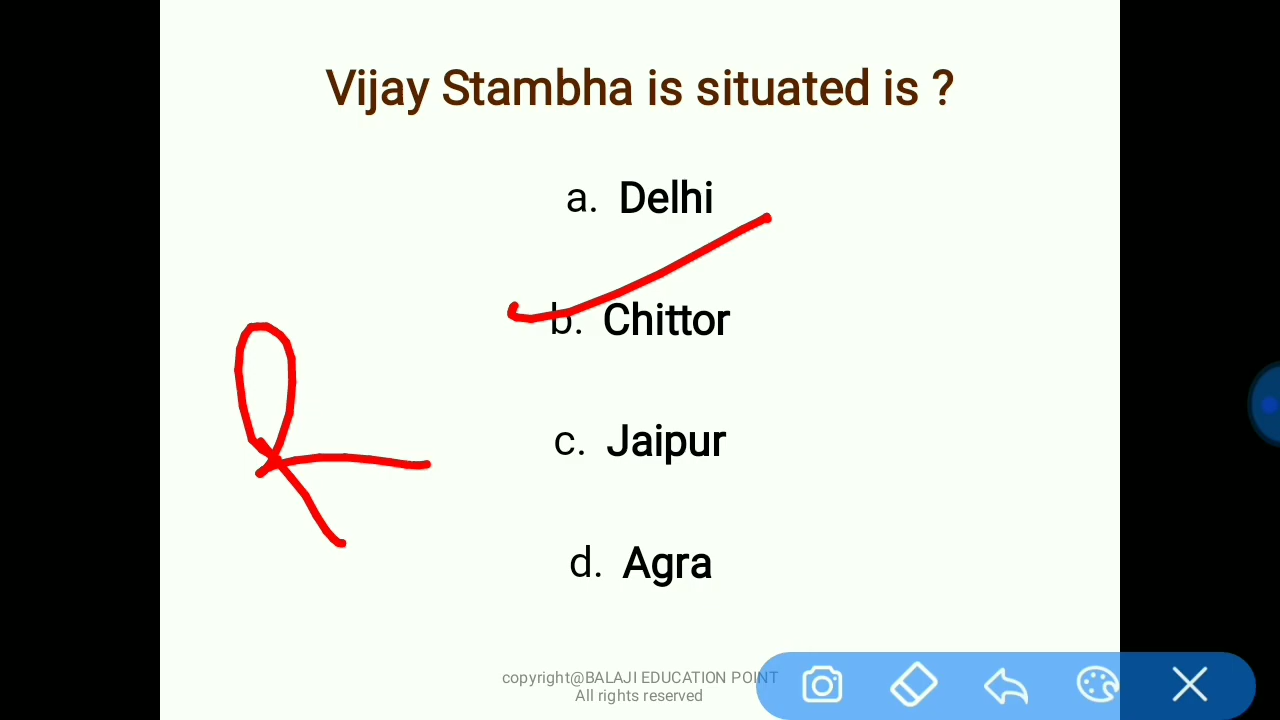 Vijay Stambha is situated is ?
a. Delhi
b. Chittor
c. Jaipur
d. Agra
copyright@BALAJI EDUCATION POINT
All rights reserved